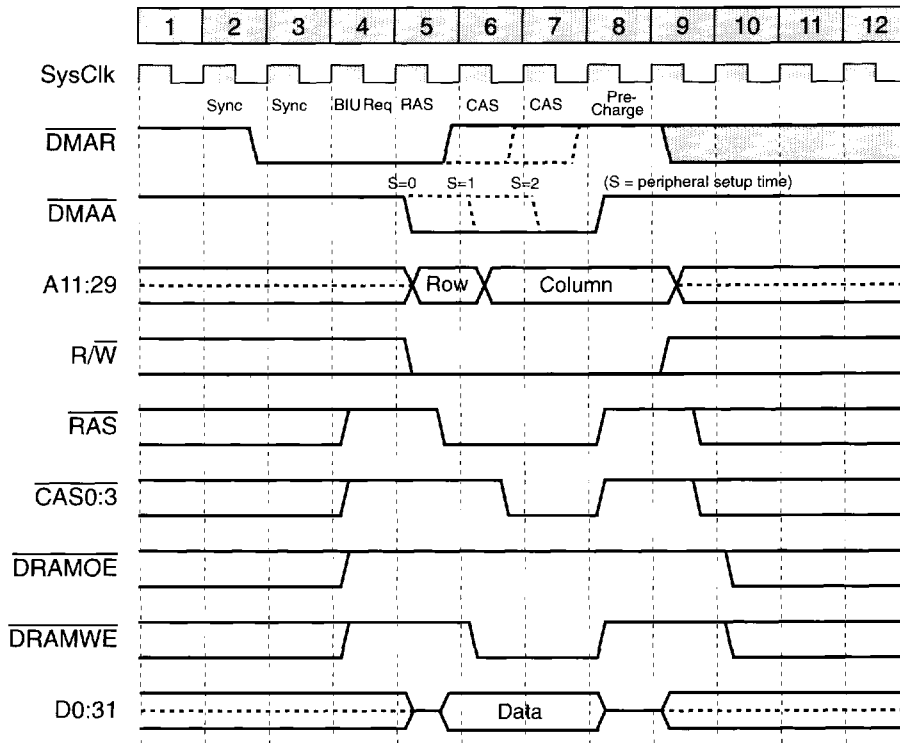 1 2 3 4 5 6 7 8 9 10 11 12
SysClk
Sync Sync BIU Req RAS CAS CAS Pre-Charge
DMAR
S=0 S=1 S=2 (S = peripheral setup time)
DMAA
A11:29 Row Column
R/W
RAS
CAS0:3
DRAMOE
DRAMWE
D0:31 Data